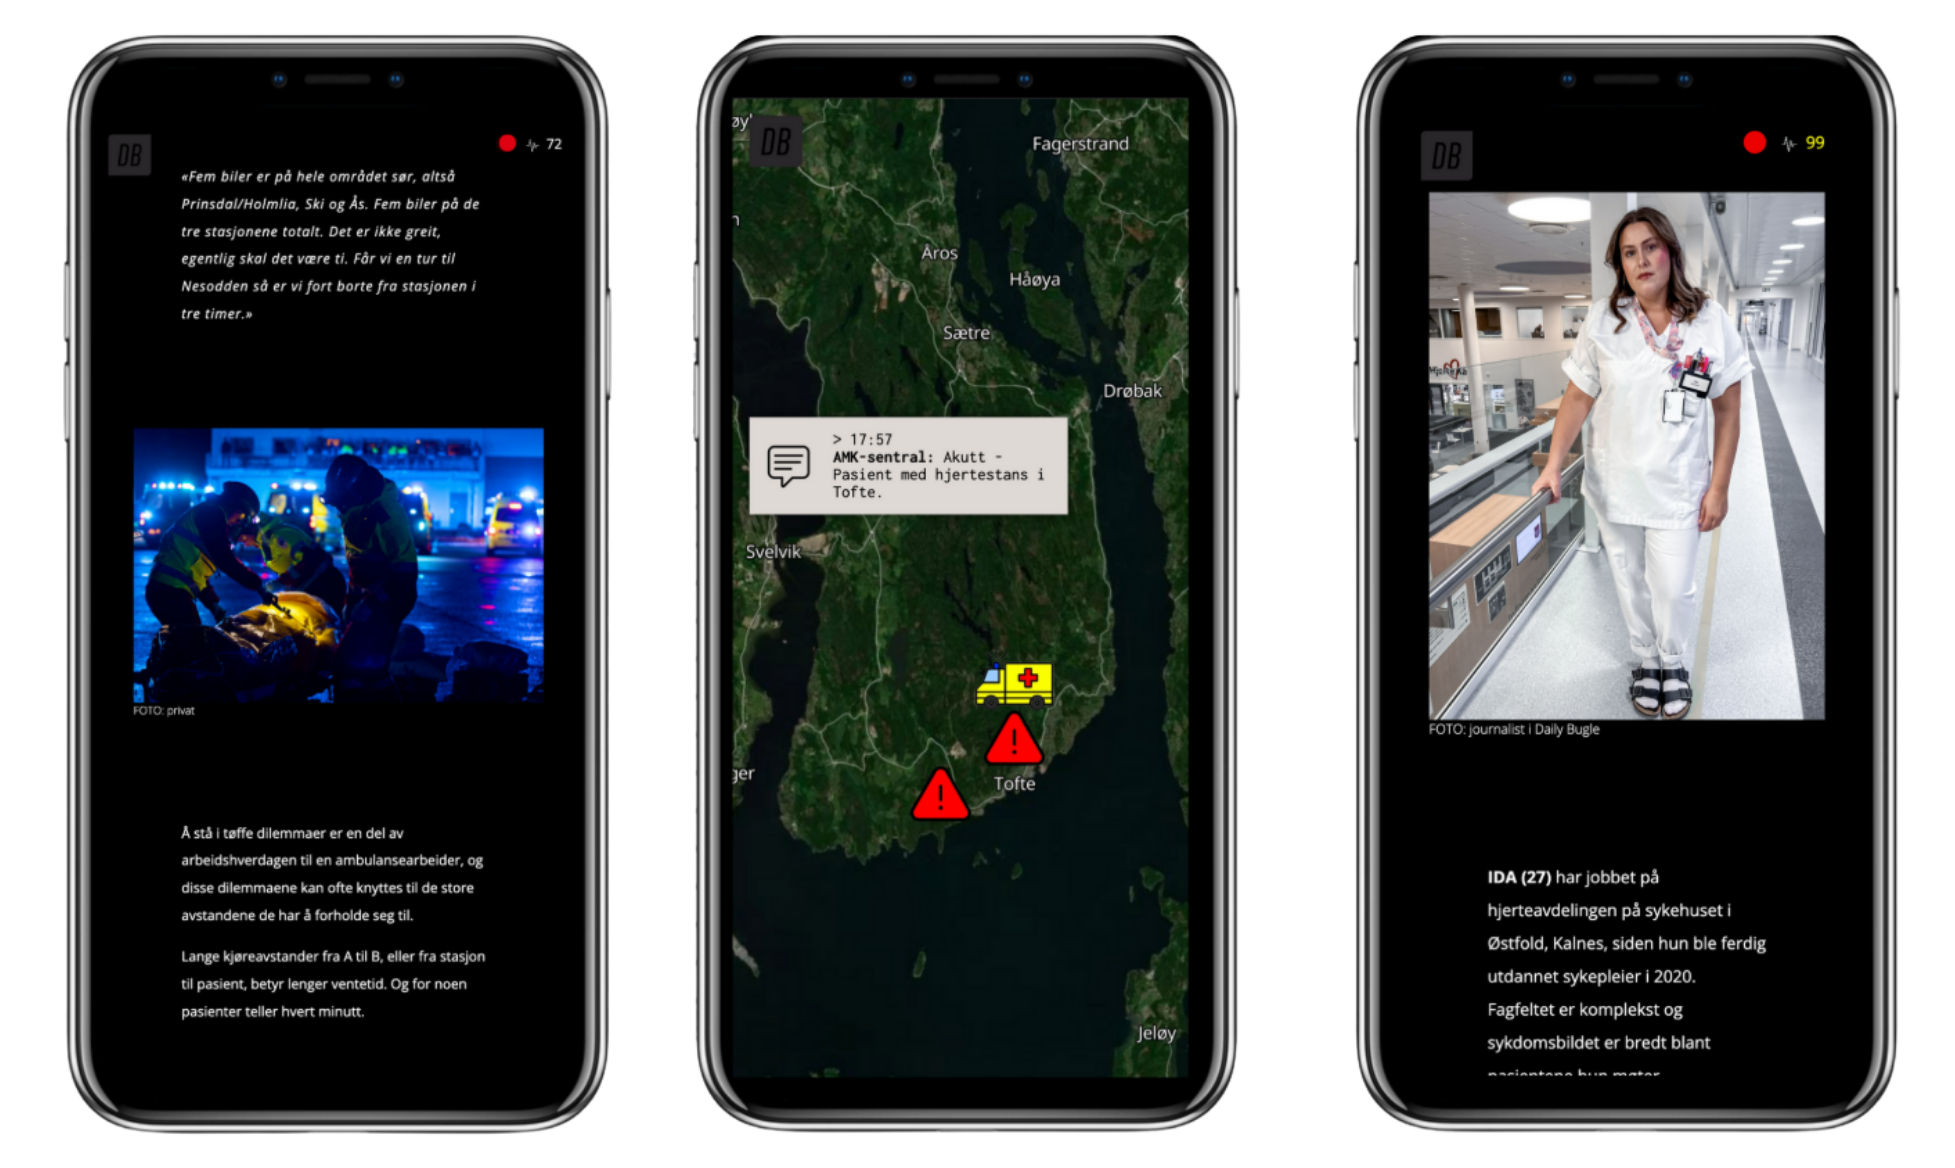 DB
72
«Fem biler er på hele området sør, altså
Prinsdal/Holmlia, Ski og Ås. Fem biler på de
tre stasjonene totalt. Det er ikke greit,
egentlig skal det være ti. Får vi en tur til
Nesodden så er vi fort borte fra stasjonen i
tre timer.»
FOTO: privat
Å stå i tøffe dilemmaer er en del av
arbeidshverdagen til en ambulansearbeider, og
disse dilemmaene kan ofte knyttes til de store
avstandene de har å forholde seg til.
Lange kjøreavstander fra A til B, eller fra stasjon
til pasient, betyr lenger ventetid. Og for noen
pasienter teller hvert minutt.
DB
Fagerstrand
Åros
Håøya
Sætre
Drøbak
> 17:57
AMK-sentral: Akutt -
Pasient med hjertestans i
Tofte.
Svelvik
ger
Tofte
Jeløy
DB
99
FOTO: journalist i Daily Bugle
IDA (27) har jobbet på
hjerteavdelingen på sykehuset i
Østfold, Kalnes, siden hun ble ferdig
utdannet sykepleier i 2020.
Fagfeltet er komplekst og
sykdomsbildet er bredt blant
pasientene hun møter